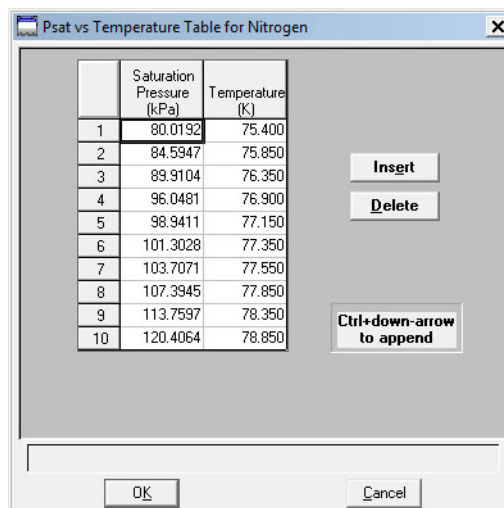 Psat vs Temperature Table for Nitrogen
Saturation
Pressure
(kPa)
Temperature
(K)
1 80.0192 75.400
2 84.5947 75.850
3 89.9104 76.350
4 96.0481 76.900
5 98.9411 77.150
6 101.3028 77.350
7 103.7071 77.550
8 107.3945 77.850
9 113.7597 78.350
10 120.4064 78.850
Insert
Delete
Ctrl+down-arrow
to append
OK
Cancel